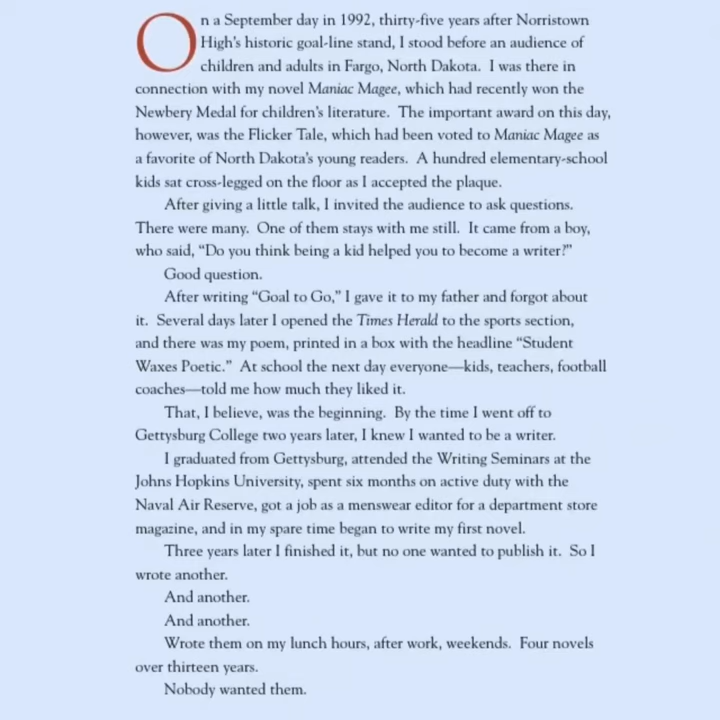 On a September day in 1992, thirty-five years after Norristown
High's historic goal-line stand, I stood before an audience of
children and adults in Fargo, North Dakota. I was there in
connection with my novel Maniac Magee, which had recently won the
Newbery Medal for children's literature. The important award on this day,
however, was the Flicker Tale, which had been voted to Maniac Magee as
a favorite of North Dakota's young readers. A hundred elementary-school
kids sat cross-legged on the floor as I accepted the plaque.
After giving a little talk, I invited the audience to ask questions.
There were many. One of them stays with me still. It came from a boy,
who said, “Do you think being a kid helped you to become a writer?”
Good question.
After writing “Goal to Go,” I gave it to my father and forgot about
it. Several days later I opened the Times Herald to the sports section,
and there was my poem, printed in a box with the headline “Student
Waxes Poetic.” At school the next day everyone—kids, teachers, football
coaches—told me how much they liked it.
That, I believe, was the beginning. By the time I went off to
Gettysburg College two years later, I knew I wanted to be a writer.
I graduated from Gettysburg, attended the Writing Seminars at the
Johns Hopkins University, spent six months on active duty with the
Naval Air Reserve, got a job as a menswear editor for a department store
magazine, and in my spare time began to write my first novel.
Three years later I finished it, but no one wanted to publish it. So I
wrote another.
And another.
And another.
Wrote them on my lunch hours, after work, weekends. Four novels
over thirteen years.
Nobody wanted them.